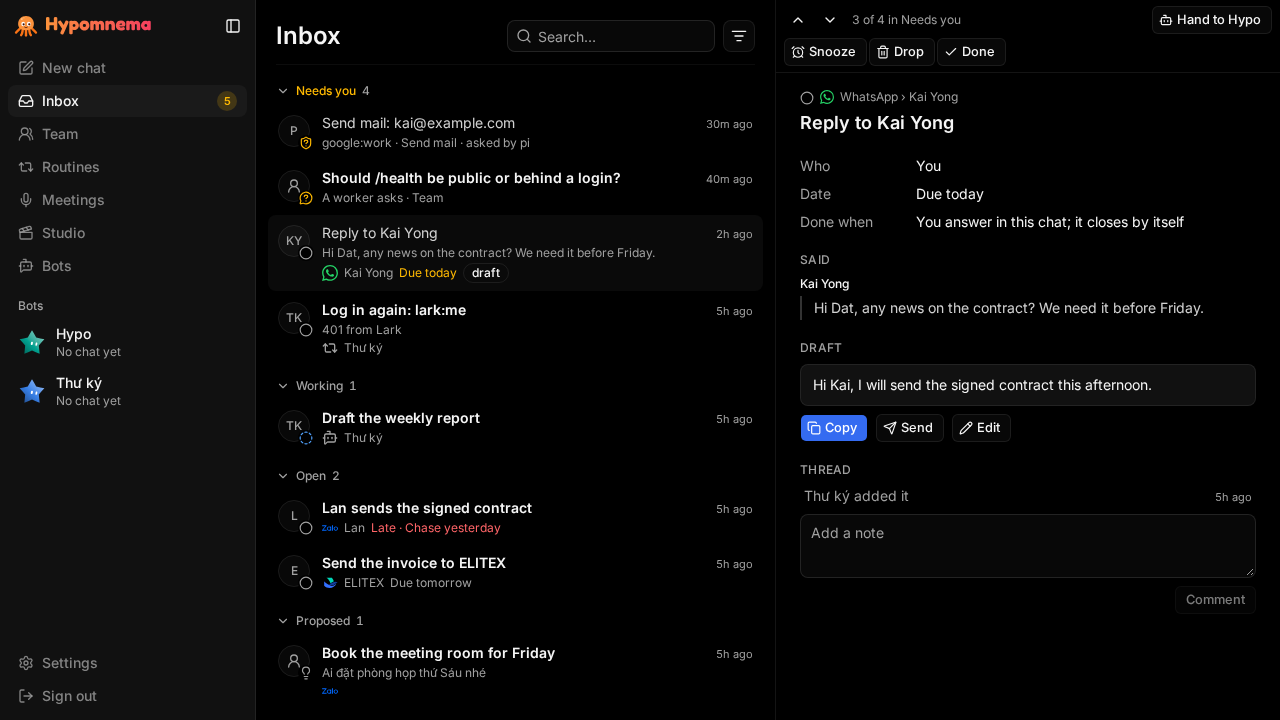 Hypomnema
New chat
Inbox
5
Team
Routines
Meetings
Studio
Bots
Bots
Hypo
No chat yet
Thư ký
No chat yet
Settings
Sign out
Inbox
Search...
Needs you 4
P
Send mail: kai@example.com
30m ago
google:work · Send mail · asked by pi
Should /health be public or behind a login?
40m ago
A worker asks · Team
KY
Reply to Kai Yong
2h ago
Hi Dat, any news on the contract? We need it before Friday.
Kai Yong Due today draft
TK
Log in again: lark:me
5h ago
401 from Lark
Thư ký
Working 1
TK
Draft the weekly report
5h ago
Thư ký
Open 2
L
Lan sends the signed contract
5h ago
Zalo Lan Late · Chase yesterday
E
Send the invoice to ELITEX
5h ago
ELITEX Due tomorrow
Proposed 1
Book the meeting room for Friday
5h ago
Ai đặt phòng họp thứ Sáu nhé
Zalo
3 of 4 in Needs you
Hand to Hypo
Snooze
Drop
Done
WhatsApp › Kai Yong
Reply to Kai Yong
Who You
Date Due today
Done when You answer in this chat; it closes by itself
SAID
Kai Yong
Hi Dat, any news on the contract? We need it before Friday.
DRAFT
Hi Kai, I will send the signed contract this afternoon.
Copy
Send
Edit
THREAD
Thư ký added it
5h ago
Add a note
Comment